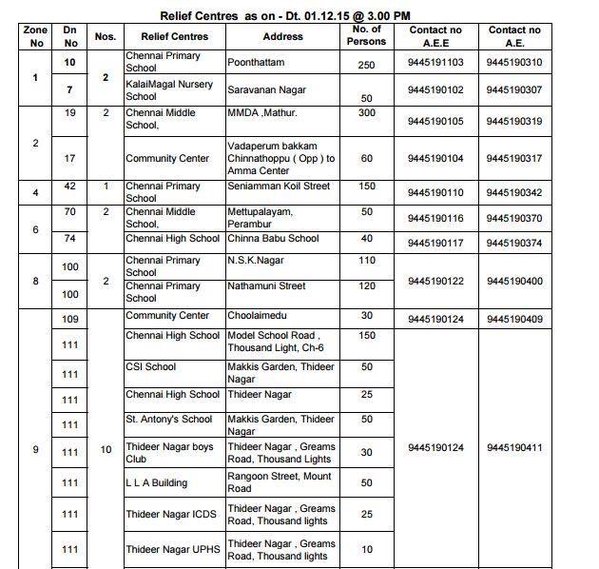 Relief Centres as on - Dt. 01.12.15 @ 3.00 PM
Zone No | Dn No | Nos. | Relief Centres | Address | No. of Persons | Contact no A.E.E | Contact no A.E.
1 | 10 | 2 | Chennai Primary School | Poonthattam | 250 | 9445191103 | 9445190310
7 | KalaiMagal Nursery School | Saravanan Nagar | 50 | 9445190102 | 9445190307
2 | 19 | 2 | Chennai Middle School, | MMDA ,Mathur. | 300 | 9445190105 | 9445190319
17 | Community Center | Vadaperum bakkam Chinnathoppu ( Opp ) to Amma Center | 60 | 9445190104 | 9445190317
4 | 42 | 1 | Chennai Primary School | Seniamman Koil Street | 150 | 9445190110 | 9445190342
6 | 70 | 2 | Chennai Middle School, | Mettupalayam, Perambur | 50 | 9445190116 | 9445190370
74 | Chennai High School | Chinna Babu School | 40 | 9445190117 | 9445190374
8 | 100 | 2 | Chennai Primary School | N.S.K.Nagar | 110 | 9445190122 | 9445190400
100 | Chennai Primary School | Nathamuni Street | 120
9 | 109 | 10 | Community Center | Choolaimedu | 30 | 9445190124 | 9445190409
111 | Chennai High School | Model School Road , Thousand Light, Ch-6 | 150 | 9445190124 | 9445190411
111 | CSI School | Makkis Garden, Thideer Nagar | 50
111 | Chennai High School | Thideer Nagar | 25
111 | St. Antony's School | Makkis Garden, Thideer Nagar | 50
111 | Thideer Nagar boys Club | Thideer Nagar , Greams Road, Thousand Lights | 30
111 | L L A Building | Rangoon Street, Mount Road | 50
111 | Thideer Nagar ICDS | Thideer Nagar , Greams Road, Thousand lights | 25
111 | Thideer Nagar UPHS | Thideer Nagar , Greams Road, Thousand lights | 10